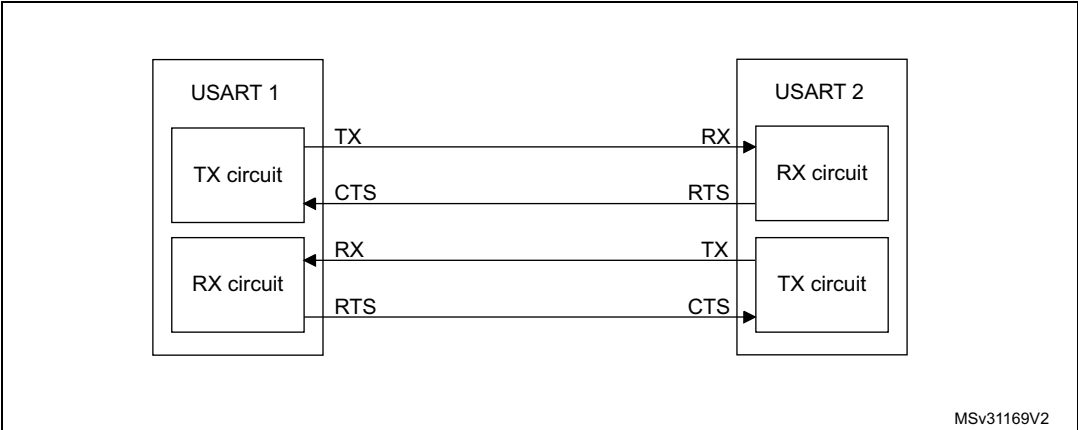 USART 1
USART 2
TX
RX
TX circuit
RX circuit
CTS
RTS
RX
TX
RX circuit
TX circuit
RTS
CTS
MSv31169V2